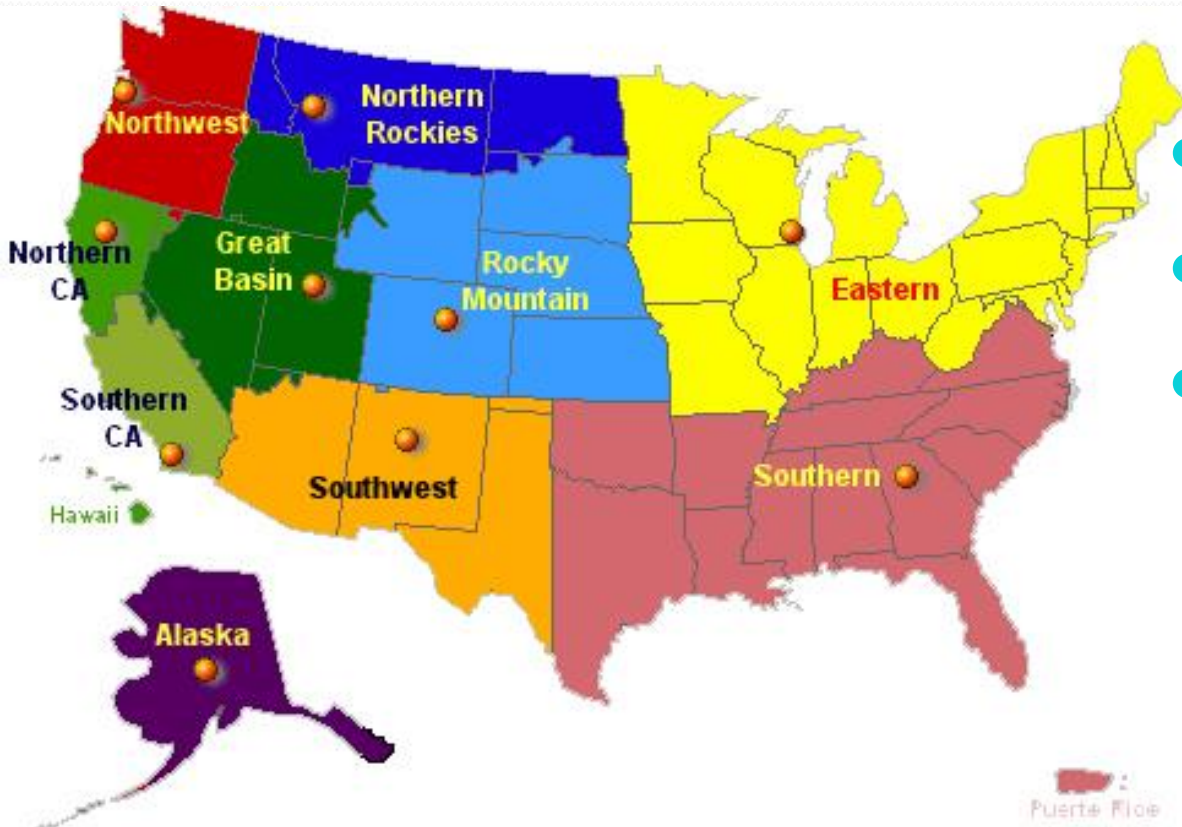 Northwest
Northern
Rockies
Northern
CA
Great
Basin
Rocky
Mountain
Eastern
Southern
CA
Southwest
Southern
Hawaii
Alaska
Puerto Rico